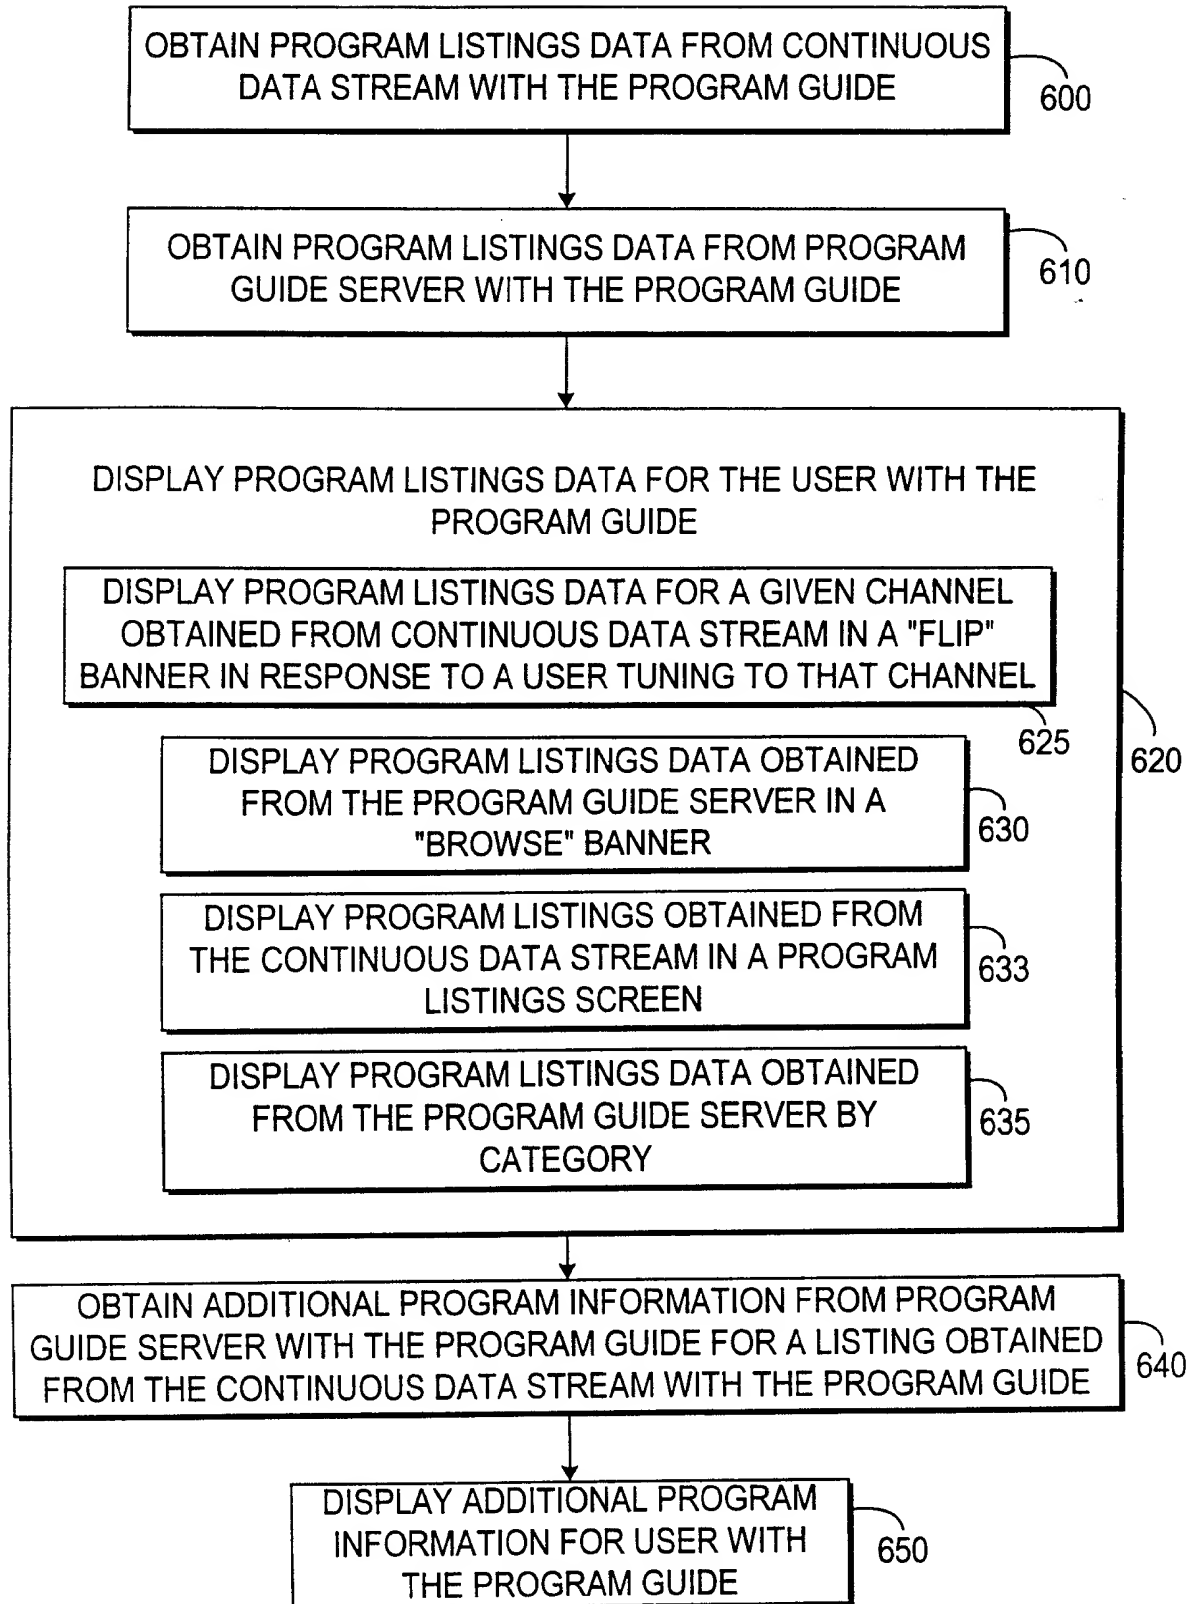 OBTAIN PROGRAM LISTINGS DATA FROM CONTINUOUS
DATA STREAM WITH THE PROGRAM GUIDE
600
OBTAIN PROGRAM LISTINGS DATA FROM PROGRAM
GUIDE SERVER WITH THE PROGRAM GUIDE
610
DISPLAY PROGRAM LISTINGS DATA FOR THE USER WITH THE
PROGRAM GUIDE
DISPLAY PROGRAM LISTINGS DATA FOR A GIVEN CHANNEL
OBTAINED FROM CONTINUOUS DATA STREAM IN A "FLIP"
BANNER IN RESPONSE TO A USER TUNING TO THAT CHANNEL
625
620
DISPLAY PROGRAM LISTINGS DATA OBTAINED
FROM THE PROGRAM GUIDE SERVER IN A
"BROWSE" BANNER
630
DISPLAY PROGRAM LISTINGS OBTAINED FROM
THE CONTINUOUS DATA STREAM IN A PROGRAM
LISTINGS SCREEN
633
DISPLAY PROGRAM LISTINGS DATA OBTAINED
FROM THE PROGRAM GUIDE SERVER BY
CATEGORY
635
OBTAIN ADDITIONAL PROGRAM INFORMATION FROM PROGRAM
GUIDE SERVER WITH THE PROGRAM GUIDE FOR A LISTING OBTAINED
FROM THE CONTINUOUS DATA STREAM WITH THE PROGRAM GUIDE
640
DISPLAY ADDITIONAL PROGRAM
INFORMATION FOR USER WITH
THE PROGRAM GUIDE
650